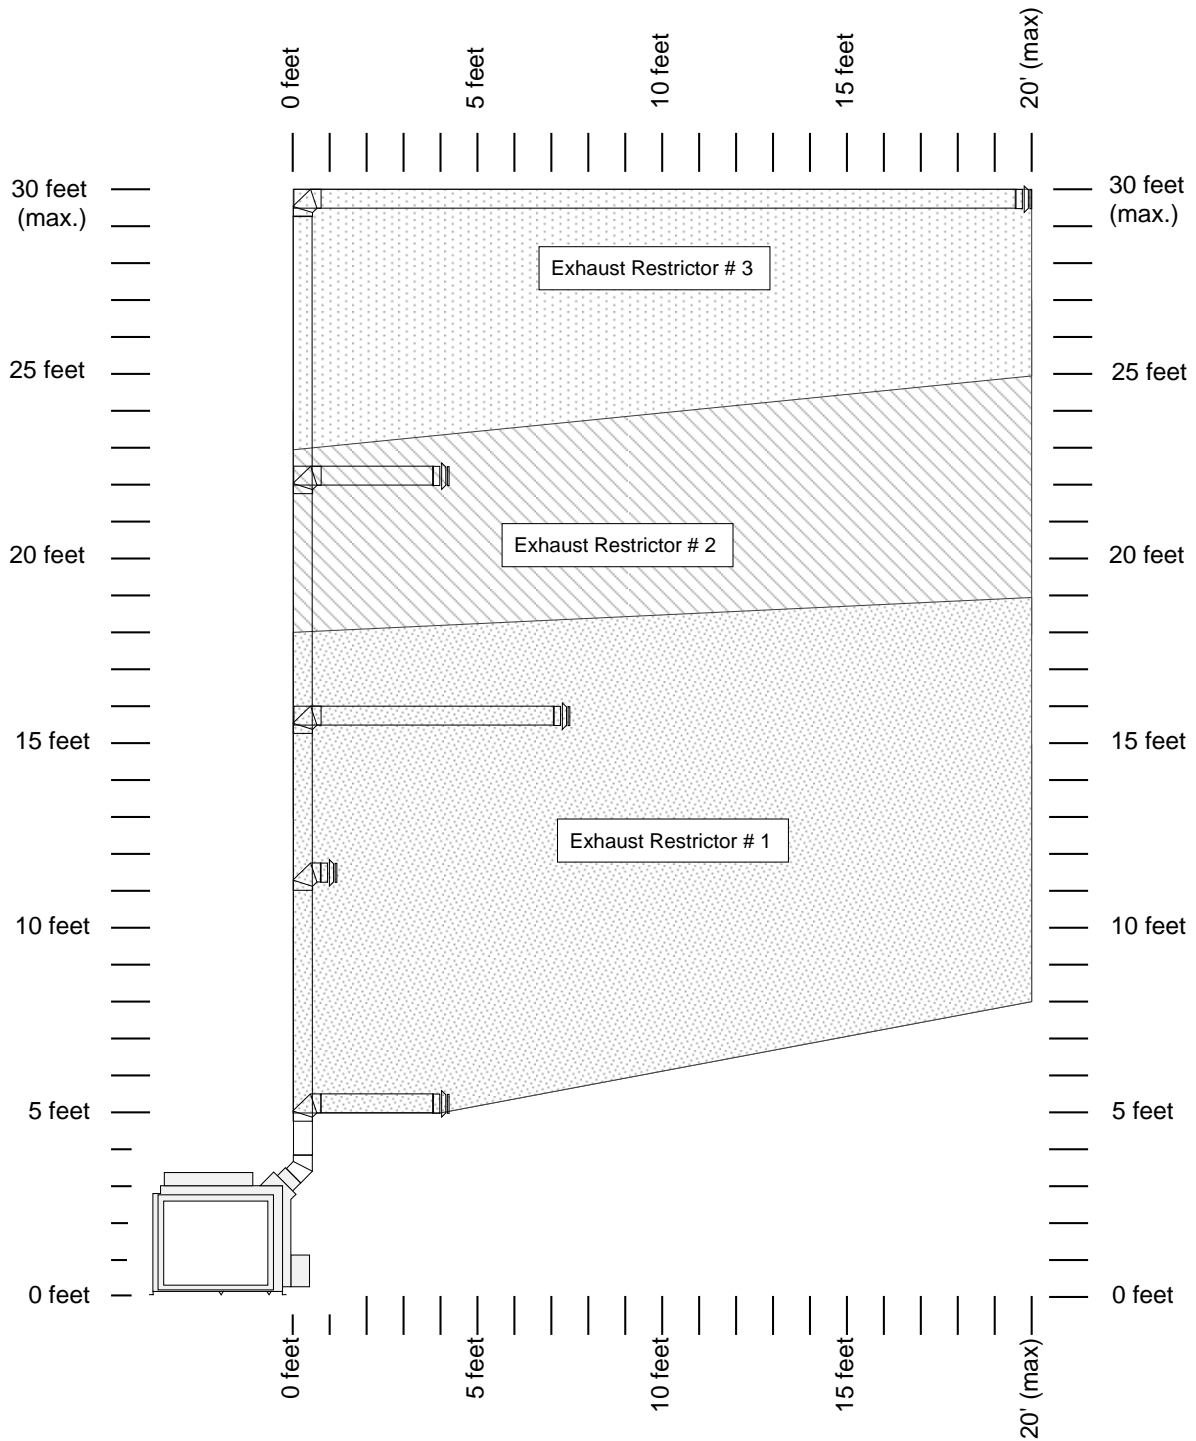 0 feet
5 feet
10 feet
15 feet
20' (max)
30 feet
(max.)
25 feet
20 feet
15 feet
10 feet
5 feet
0 feet
Exhaust Restrictor # 3
Exhaust Restrictor # 2
Exhaust Restrictor # 1
30 feet
(max.)
25 feet
20 feet
15 feet
10 feet
5 feet
0 feet
0 feet
5 feet
10 feet
15 feet
20' (max)